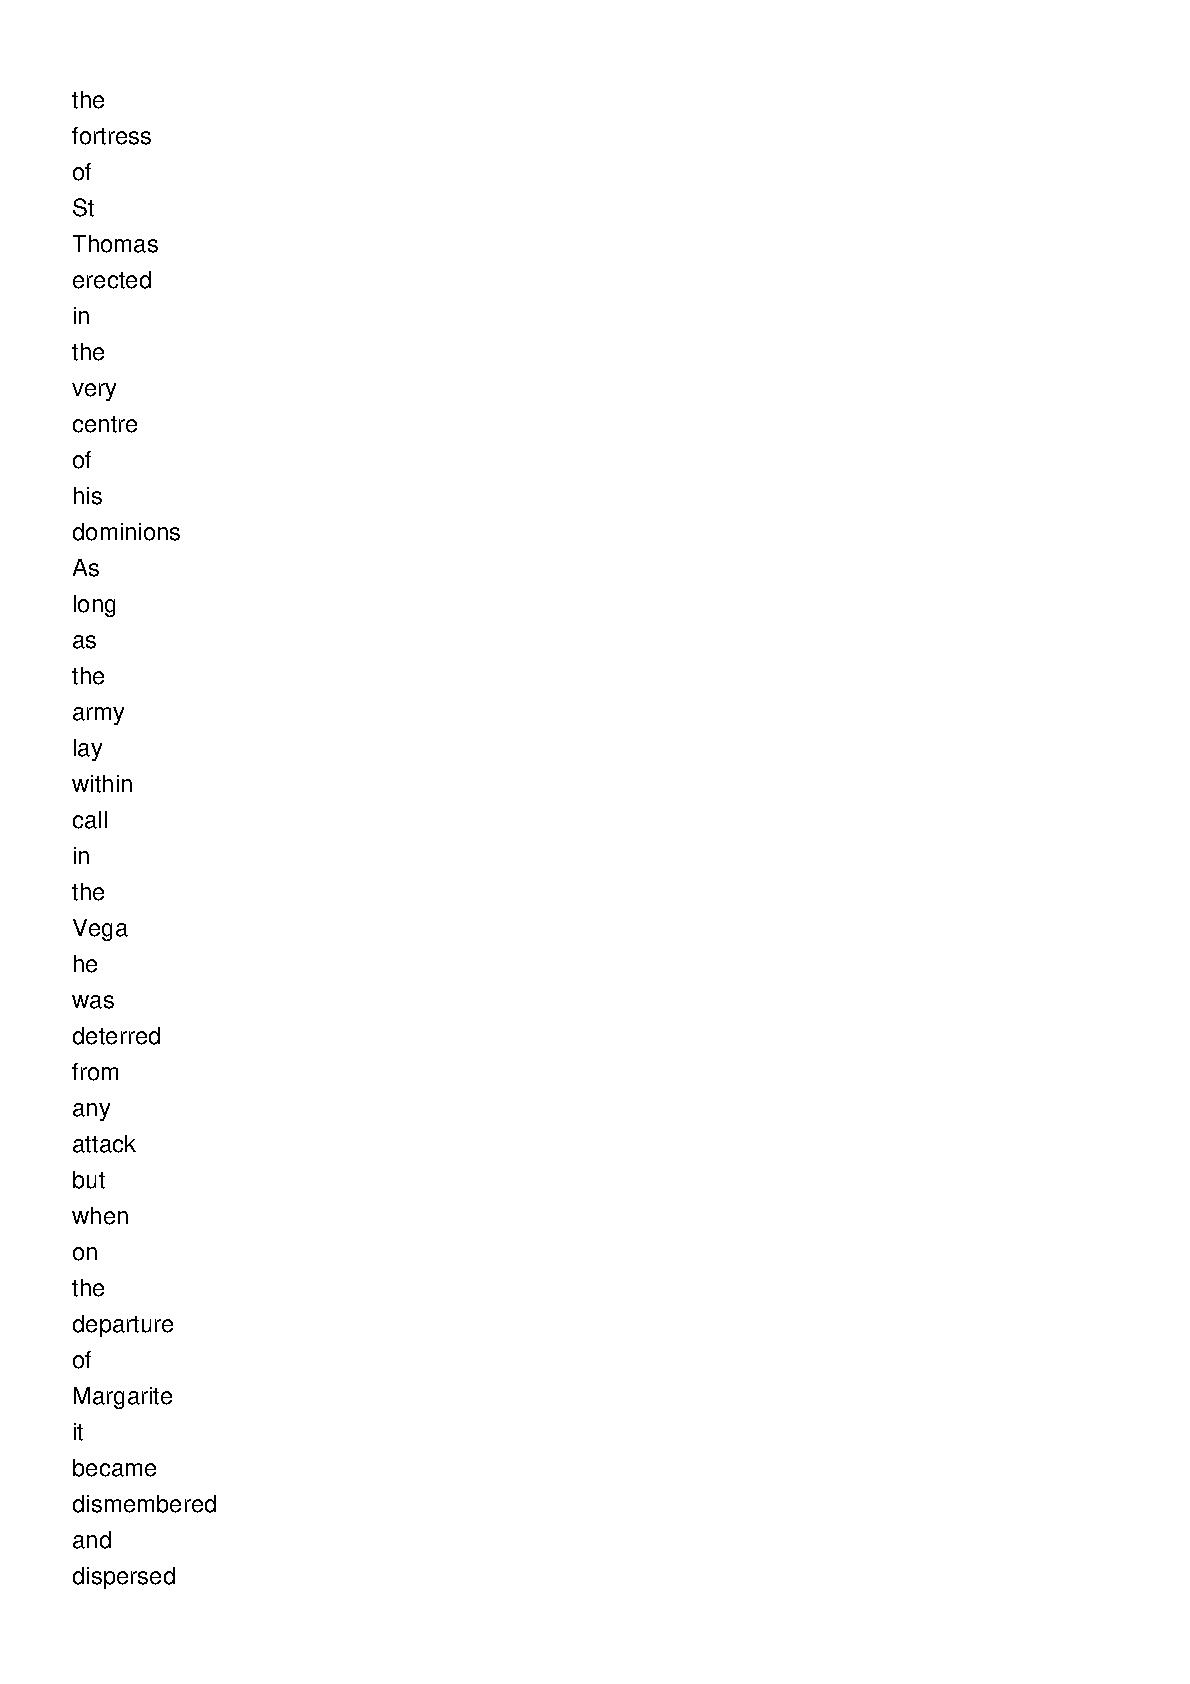 the
fortress
of
St
Thomas
erected
in
the
very
centre
of
his
dominions
As
long
as
the
army
lay
within
call
in
the
Vega
he
was
deterred
from
any
attack
but
when
on
the
departure
of
Margarite
it
became
dismembered
and
dispersed